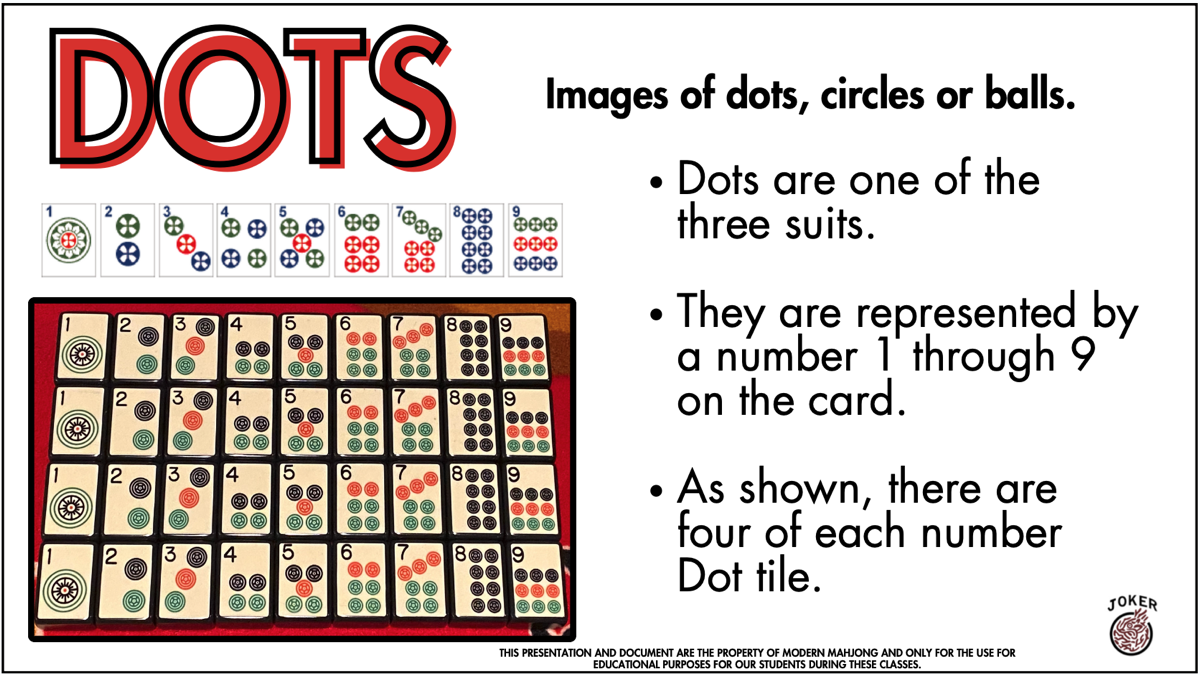 DOTS
Images of dots, circles or balls.
1 2 3 4 5 6 7 8 9
1 2 3 4 5 6 7 8 9
1 2 3 4 5 6 7 8 9
1 2 3 4 5 6 7 8 9
1 2 3 4 5 6 7 8 9
• Dots are one of the
three suits.
• They are represented by
a number 1 through 9
on the card.
• As shown, there are
four of each number
Dot tile.
JOKER
THIS PRESENTATION AND DOCUMENT ARE THE PROPERTY OF MODERN MAHJONG AND ONLY FOR THE USE FOR
EDUCATIONAL PURPOSES FOR OUR STUDENTS DURING THESE CLASSES.